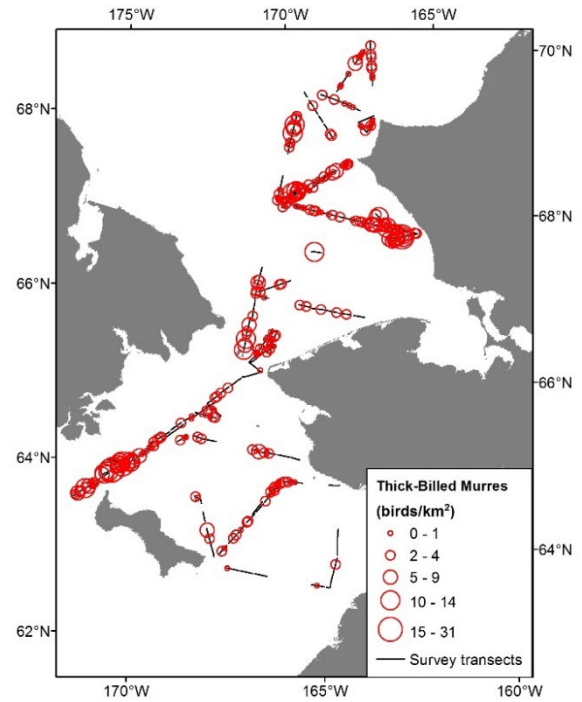 175°W 170°W 165°W
70°N
68°N
68°N
66°N
66°N
64°N
64°N
62°N
Thick-Billed Murres
(birds/km²)
0 - 1
2 - 4
5 - 9
10 - 14
15 - 31
Survey transects
170°W 165°W 160°W